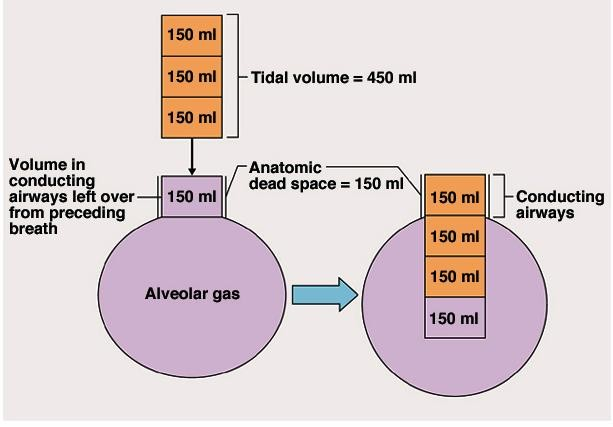 150 ml
150 ml
150 ml
Tidal volume = 450 ml
Volume in
conducting
airways left over
from preceding
breath
150 ml
Anatomic
dead space = 150 ml
Alveolar gas
150 ml
150 ml
150 ml
150 ml
Conducting
airways